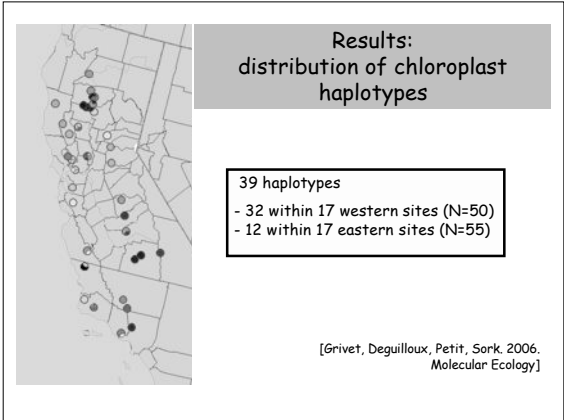 Results:
distribution of chloroplast
haplotypes
39 haplotypes
- 32 within 17 western sites (N=50)
- 12 within 17 eastern sites (N=55)
[Grivet, Deguilloux, Petit, Sork. 2006.
Molecular Ecology]